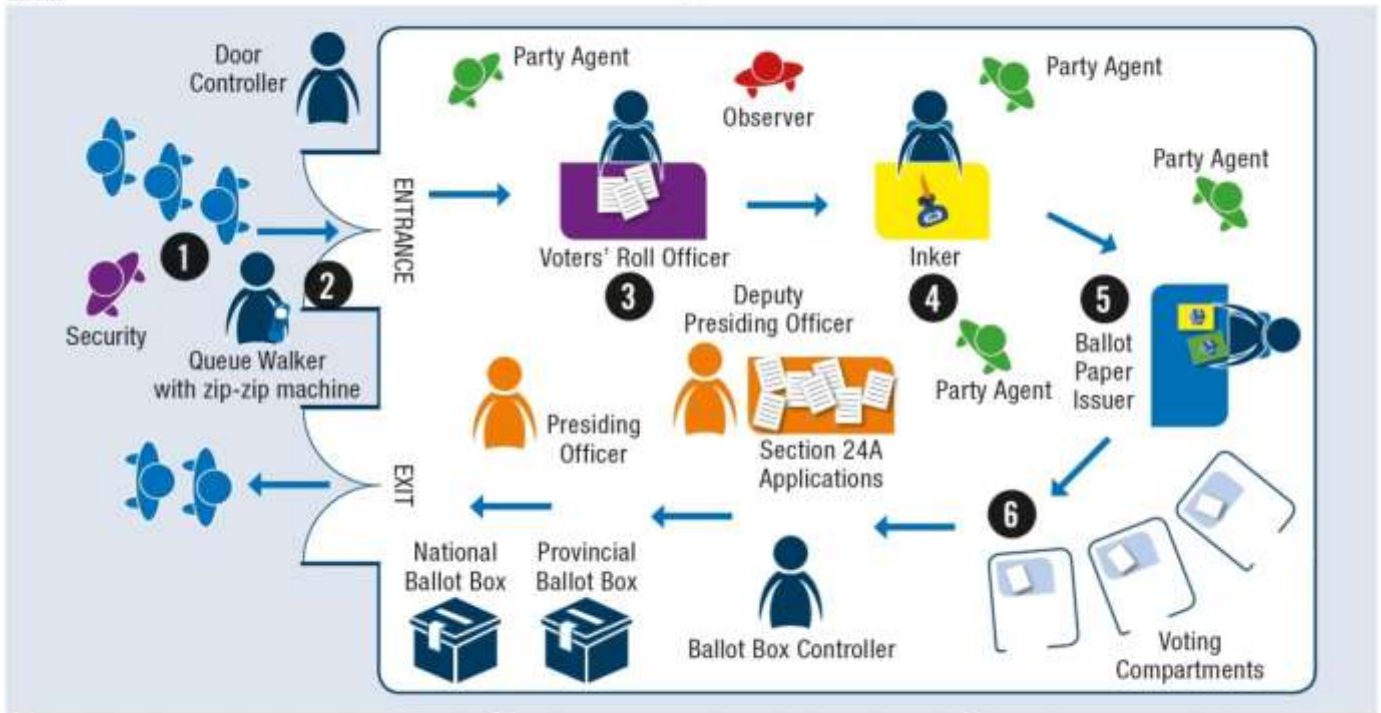 Door
Controller
Party Agent
Observer
Party Agent
Party Agent
ENTRANCE
1
Security
2
Queue Walker
with zip-zip machine
Voters' Roll Officer
3
Inker
4
5
Ballot
Paper
Issuer
Deputy
Presiding Officer
Party Agent
Presiding
Officer
Section 24A
Applications
EXIT
6
National
Ballot Box
Provincial
Ballot Box
Ballot Box Controller
Voting
Compartments